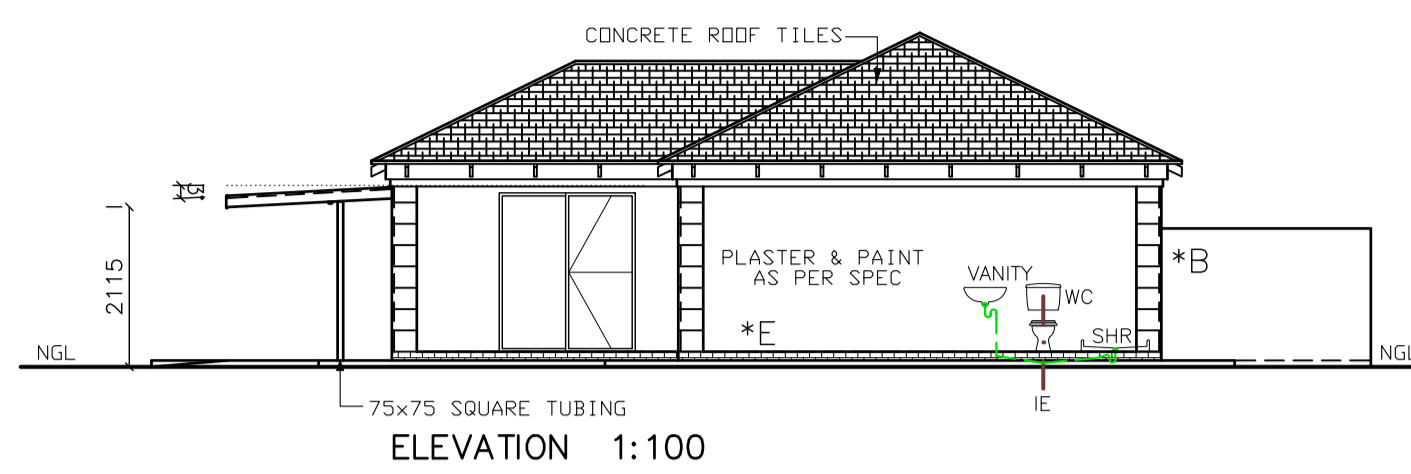 CONCRETE ROOF TILES
2115
PLASTER & PAINT
AS PER SPEC
*B
VANITY
WC
*E
SHR
NGL
NGL
IE
75x75 SQUARE TUBING
ELEVATION 1:100